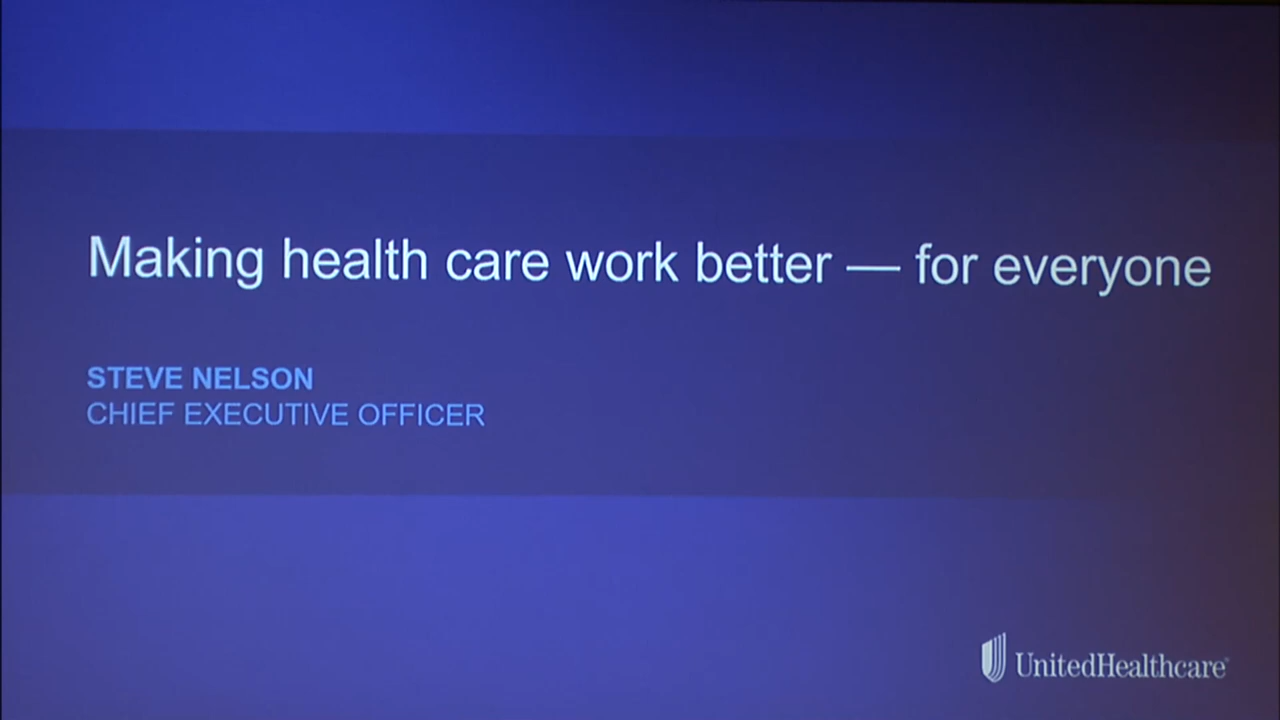 Making health care work better — for everyone
STEVE NELSON
CHIEF EXECUTIVE OFFICER
UnitedHealthcare